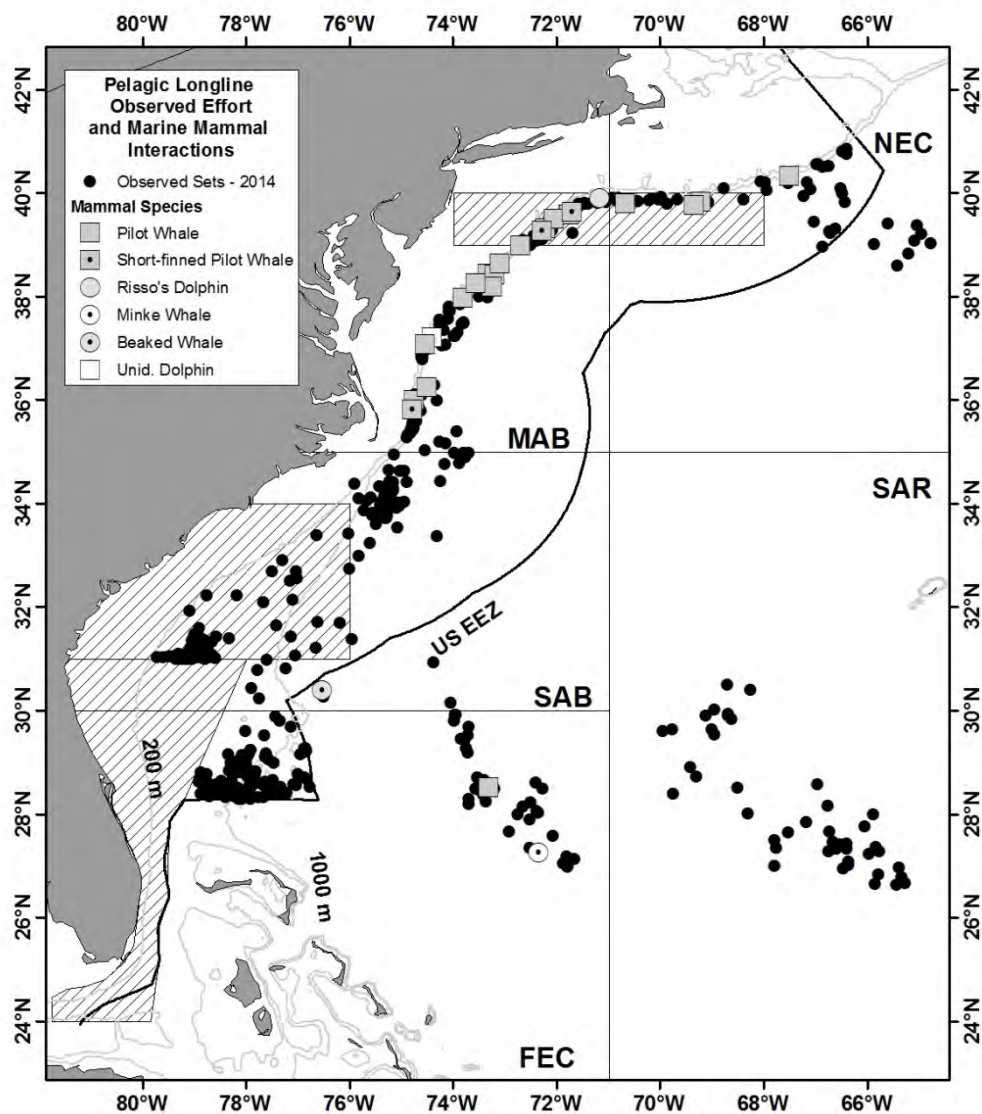 80°W 78°W 76°W 74°W 72°W 70°W 68°W 66°W
Pelagic Longline
Observed Effort
and Marine Mammal
Interactions
Observed Sets - 2014
Mammal Species
Pilot Whale
Short-finned Pilot Whale
Risso's Dolphin
Minke Whale
Beaked Whale
Unid. Dolphin
NEC
MAB
SAR
US EEZ
SAB
200 m
1000 m
FEC
42°N
40°N
38°N
36°N
34°N
32°N
30°N
28°N
26°N
24°N
42°N
40°N
38°N
36°N
34°N
32°N
30°N
28°N
26°N
24°N
80°W 78°W 76°W 74°W 72°W 70°W 68°W 66°W